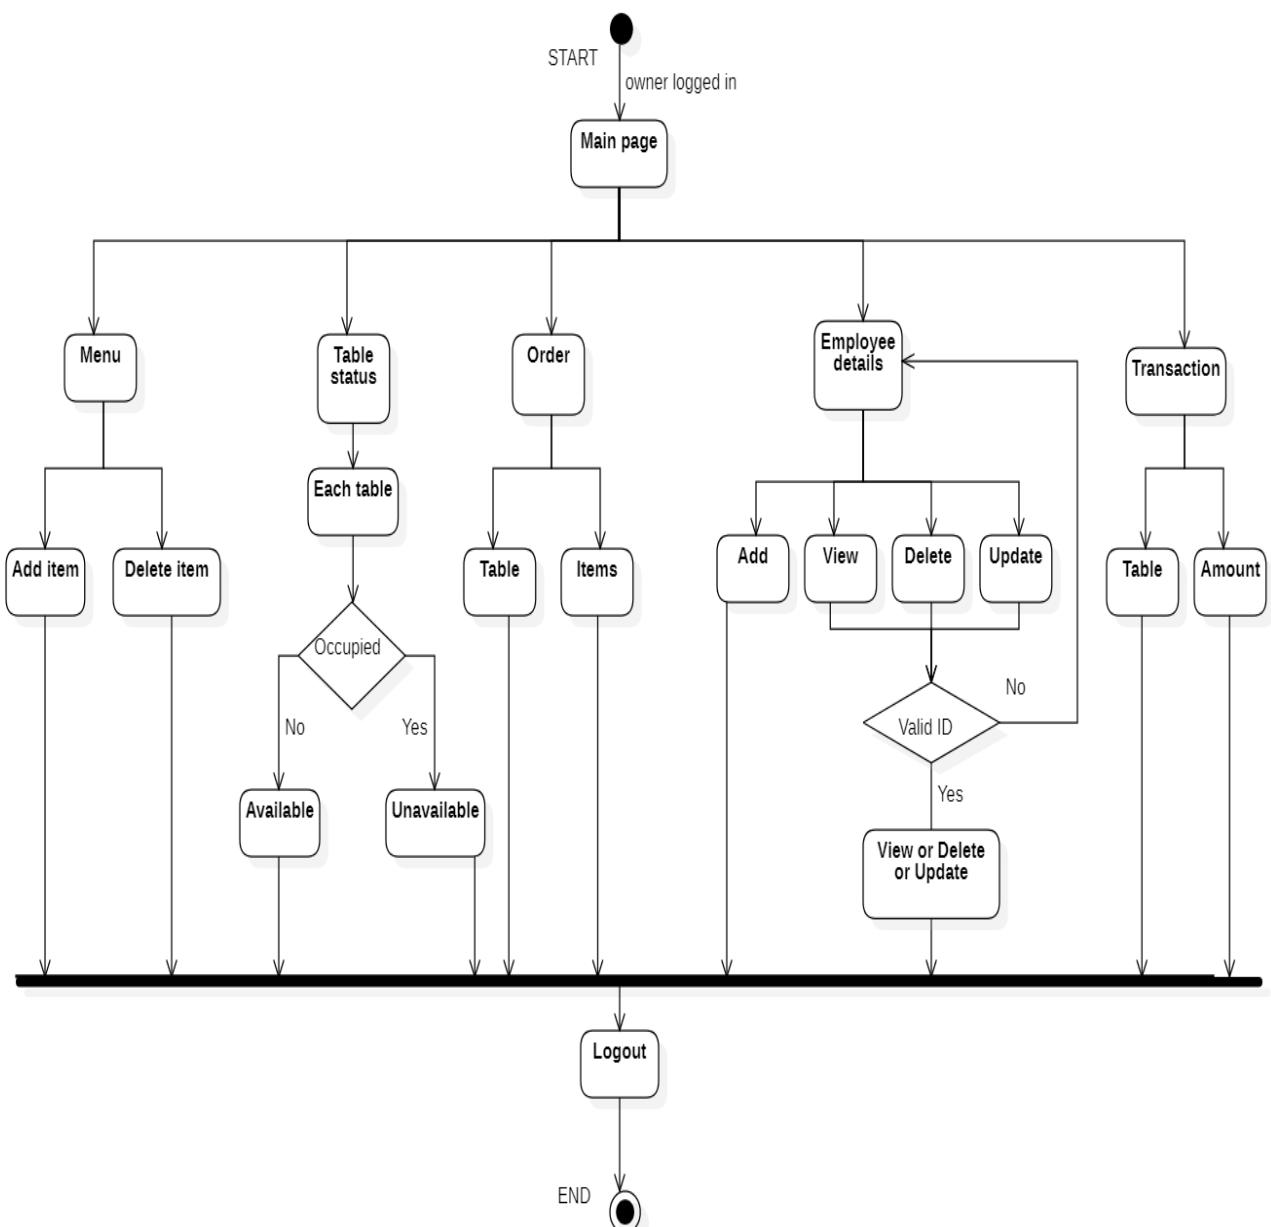 START
owner logged in
Main page
Menu
Table
status
Order
Employee
details
Transaction
Each table
Add item
Delete item
Table
Items
Add
View
Delete
Update
Table
Amount
Occupied
No
Yes
Valid ID
No
Yes
Available
Unavailable
View or Delete
or Update
Logout
END